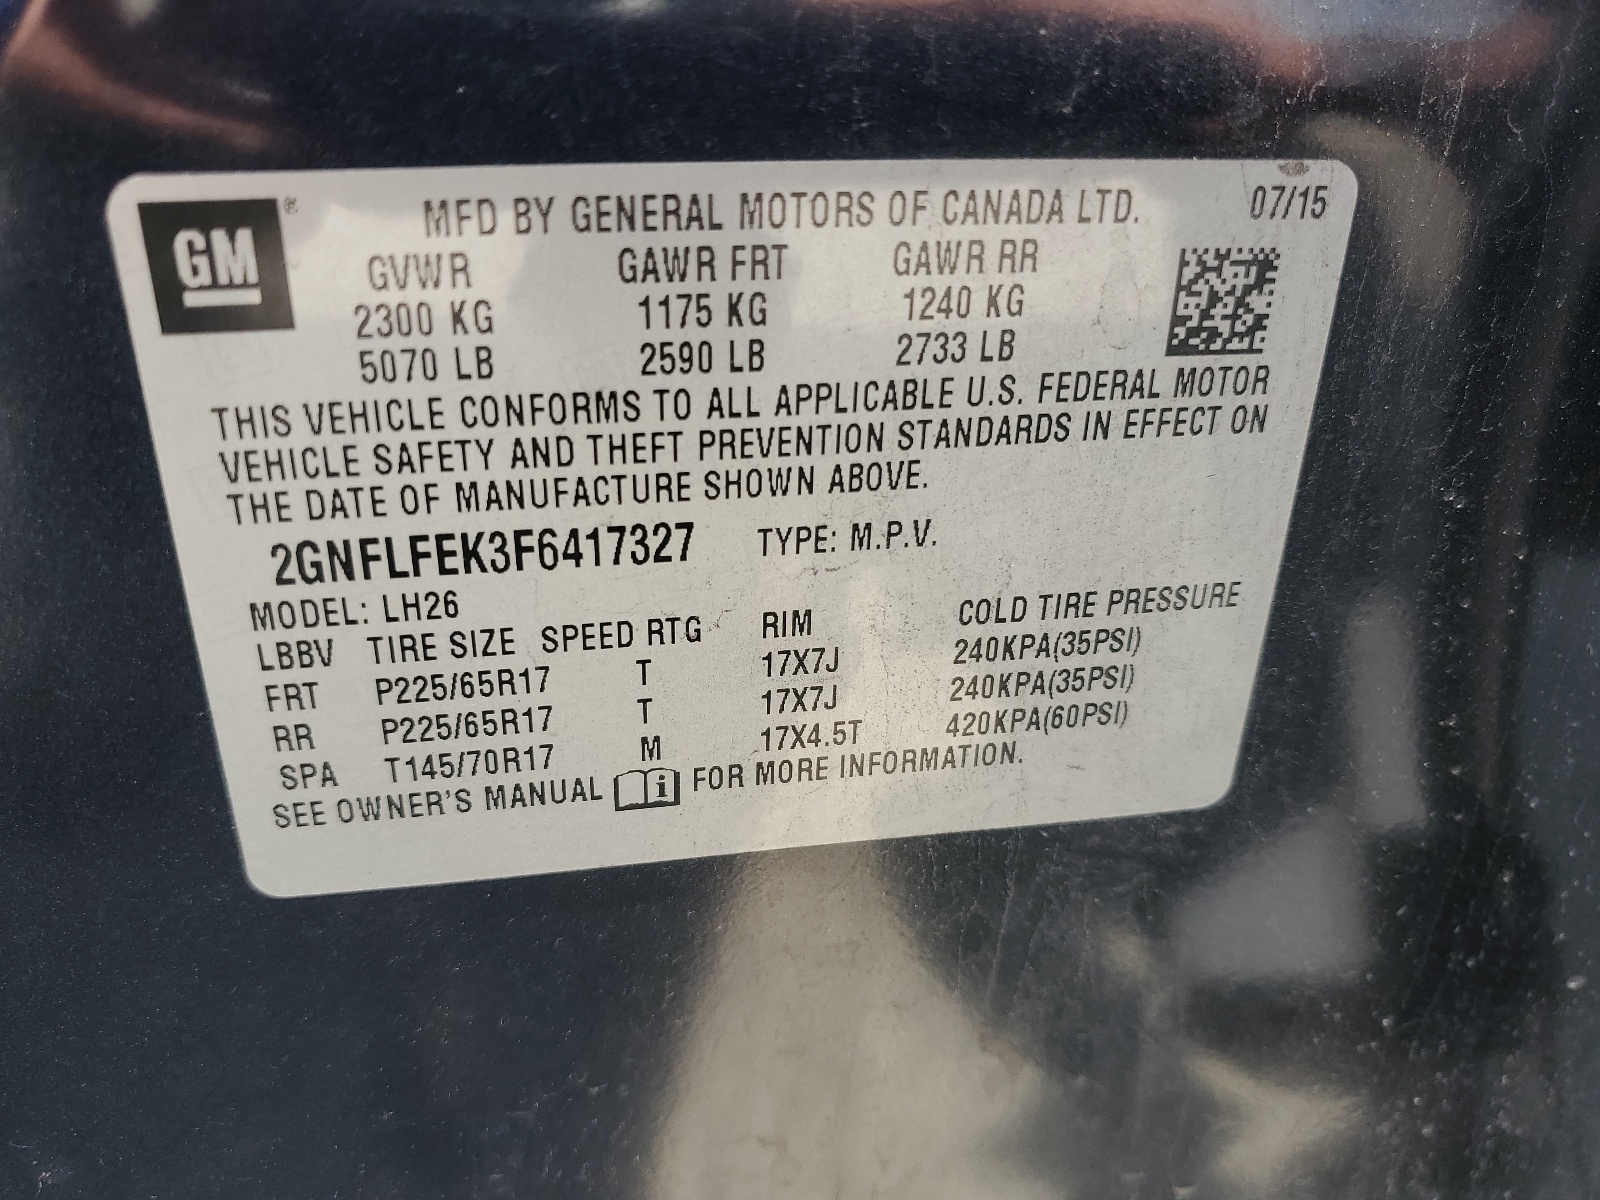 GM ®
MFD BY GENERAL MOTORS OF CANADA LTD. 07/15
GVWR GAWR FRT GAWR RR
2300 KG 1175 KG 1240 KG
5070 LB 2590 LB 2733 LB
THIS VEHICLE CONFORMS TO ALL APPLICABLE U.S. FEDERAL MOTOR
VEHICLE SAFETY AND THEFT PREVENTION STANDARDS IN EFFECT ON
THE DATE OF MANUFACTURE SHOWN ABOVE.
2GNFLFEK3F6417327 TYPE: M.P.V.
MODEL: LH26
LBBV TIRE SIZE SPEED RTG RIM COLD TIRE PRESSURE
FRT P225/65R17 T 17X7J 240KPA(35PSI)
RR P225/65R17 T 17X7J 240KPA(35PSI)
SPA T145/70R17 M 17X4.5T 420KPA(60PSI)
SEE OWNER'S MANUAL i FOR MORE INFORMATION.